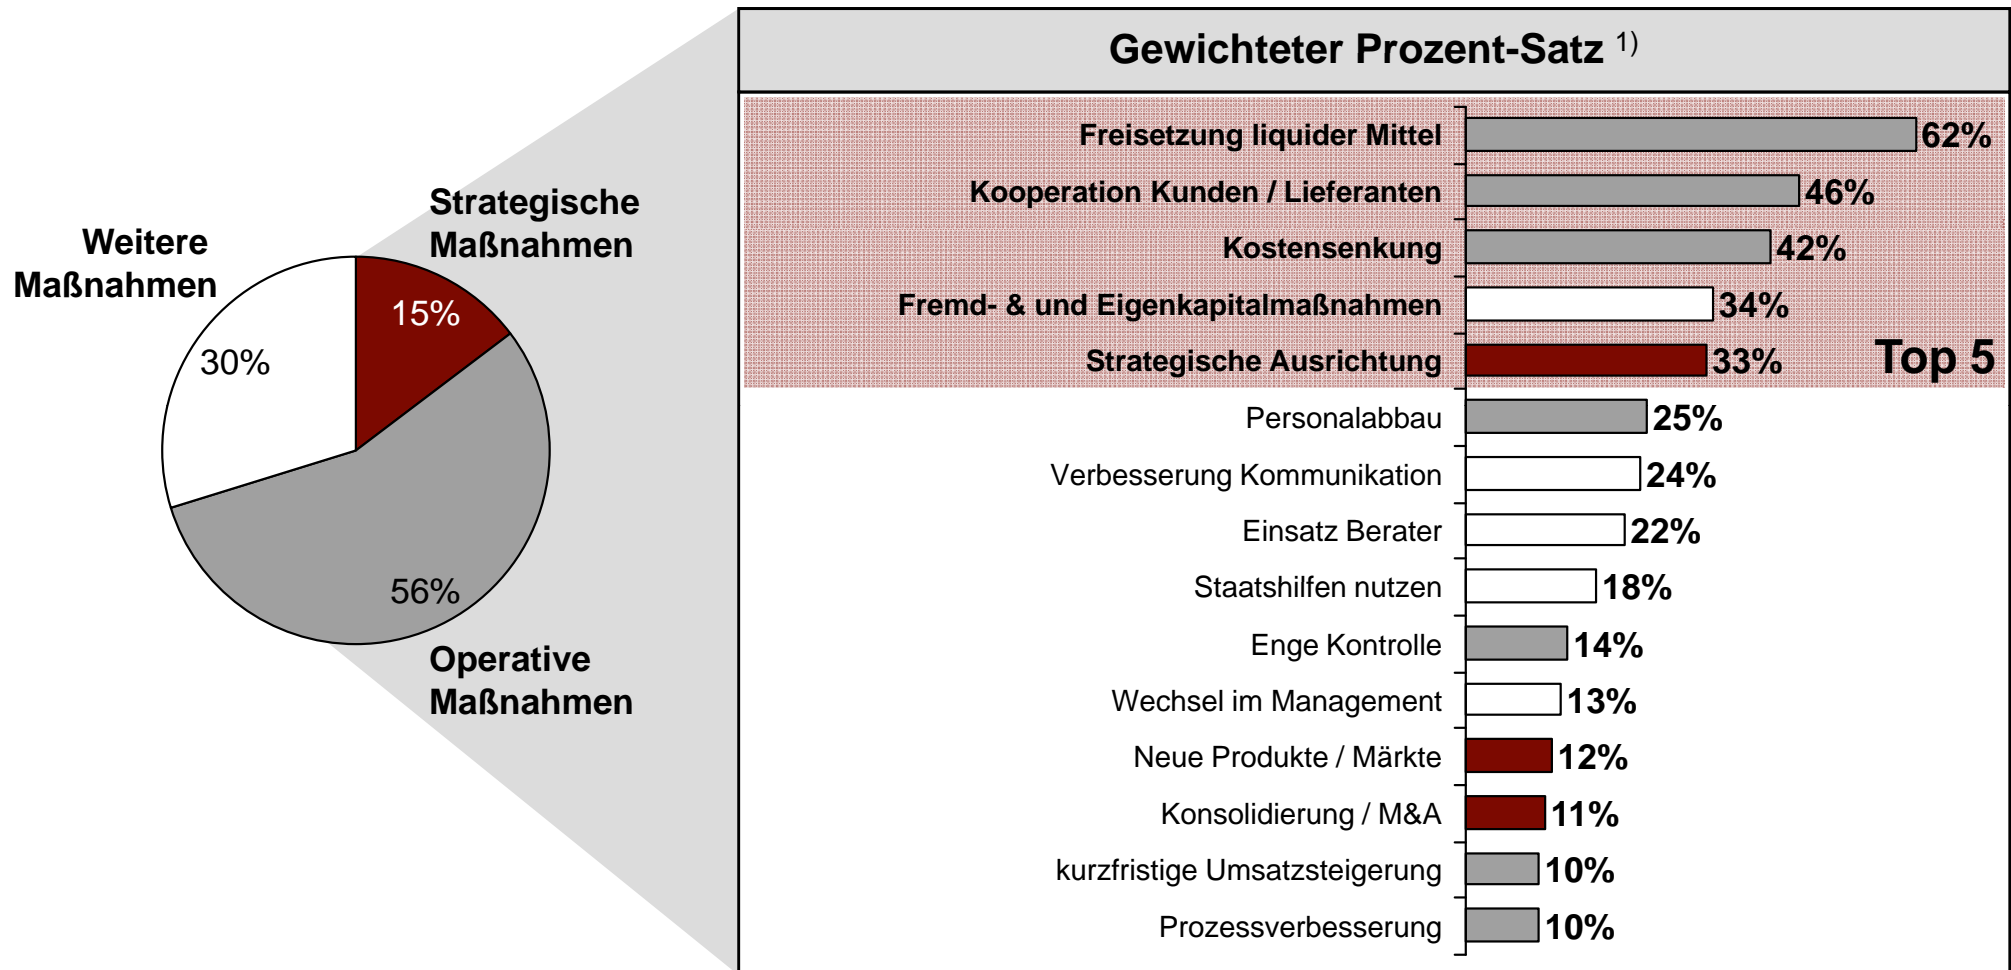 Gewichteter Prozent-Satz 1)
Strategische
Maßnahmen
15%
Weitere
Maßnahmen
30%
56%
Operative
Maßnahmen
Freisetzung liquider Mittel 62%
Kooperation Kunden / Lieferanten 46%
Kostensenkung 42%
Fremd- & und Eigenkapitalmaßnahmen 34%
Strategische Ausrichtung 33%
Top 5
Personalabbau 25%
Verbesserung Kommunikation 24%
Einsatz Berater 22%
Staatshilfen nutzen 18%
Enge Kontrolle 14%
Wechsel im Management 13%
Neue Produkte / Märkte 12%
Konsolidierung / M&A 11%
kurzfristige Umsatzsteigerung 10%
Prozessverbesserung 10%